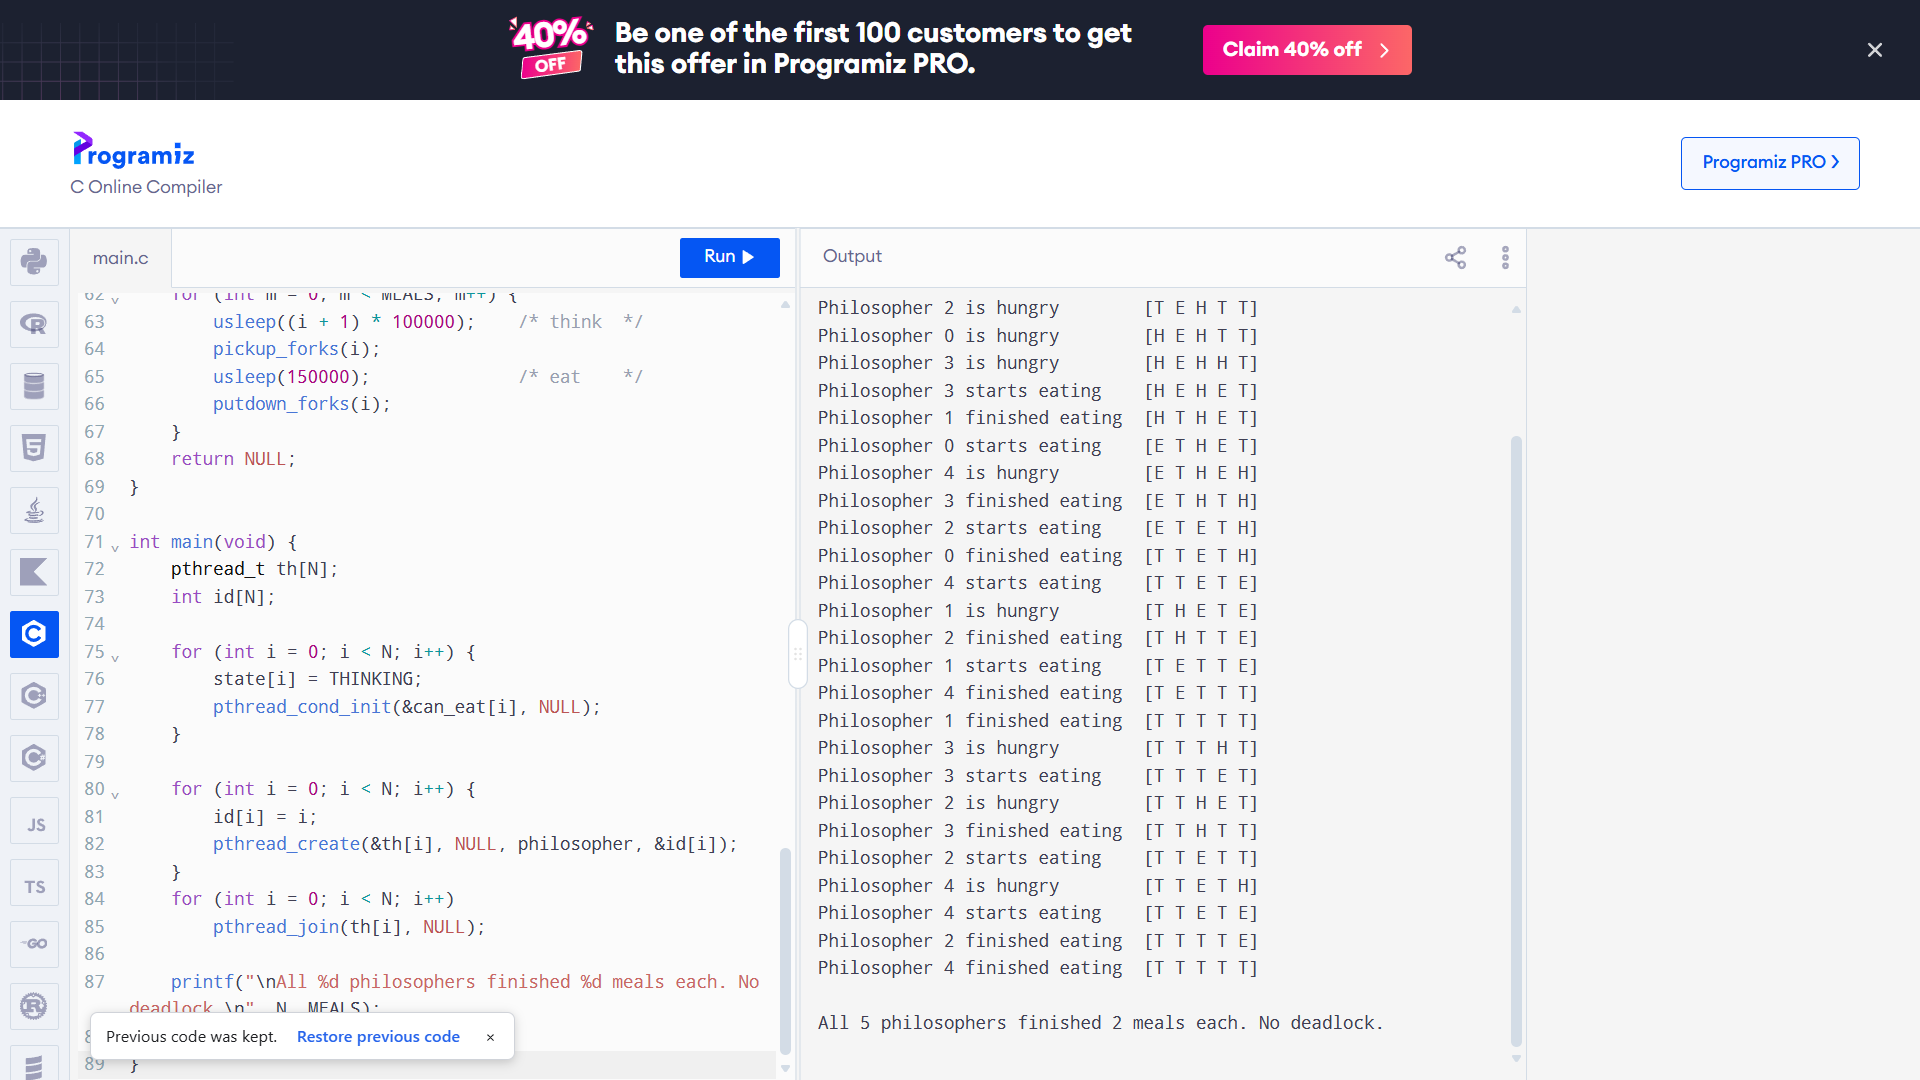 40%
OFF
Be one of the first 100 customers to get
this offer in Programiz PRO.
Claim 40% off
Programiz
C Online Compiler
Programiz PRO
main.c
Run
Output
62 for (int m = 0; m < MEALS; m++) {
63 usleep((i + 1) * 100000); /* think */
64 pickup_forks(i);
65 usleep(150000); /* eat */
66 putdown_forks(i);
67 }
68 return NULL;
69 }
70
71 int main(void) {
72 pthread_t th[N];
73 int id[N];
74
75 for (int i = 0; i < N; i++) {
76 state[i] = THINKING;
77 pthread_cond_init(&can_eat[i], NULL);
78 }
79
80 for (int i = 0; i < N; i++) {
81 id[i] = i;
82 pthread_create(&th[i], NULL, philosopher, &id[i]);
83 }
84 for (int i = 0; i < N; i++)
85 pthread_join(th[i], NULL);
86
87 printf("\nAll %d philosophers finished %d meals each. No
deadlock.\n", N, MEALS);
89 }
Previous code was kept. Restore previous code ×
Philosopher 2 is hungry [T E H T T]
Philosopher 0 is hungry [H E H T T]
Philosopher 3 is hungry [H E H H T]
Philosopher 3 starts eating [H E H E T]
Philosopher 1 finished eating [H T H E T]
Philosopher 0 starts eating [E T H E T]
Philosopher 4 is hungry [E T H E H]
Philosopher 3 finished eating [E T H T H]
Philosopher 2 starts eating [E T E T H]
Philosopher 0 finished eating [T T E T H]
Philosopher 4 starts eating [T T E T E]
Philosopher 1 is hungry [T H E T E]
Philosopher 2 finished eating [T H T T E]
Philosopher 1 starts eating [T E T T E]
Philosopher 4 finished eating [T E T T T]
Philosopher 1 finished eating [T T T T T]
Philosopher 3 is hungry [T T T H T]
Philosopher 3 starts eating [T T T E T]
Philosopher 2 is hungry [T T H E T]
Philosopher 3 finished eating [T T H T T]
Philosopher 2 starts eating [T T E T T]
Philosopher 4 is hungry [T T E T H]
Philosopher 4 starts eating [T T E T E]
Philosopher 2 finished eating [T T T T E]
Philosopher 4 finished eating [T T T T T]
All 5 philosophers finished 2 meals each. No deadlock.
R
5
C
JS
TS
GO